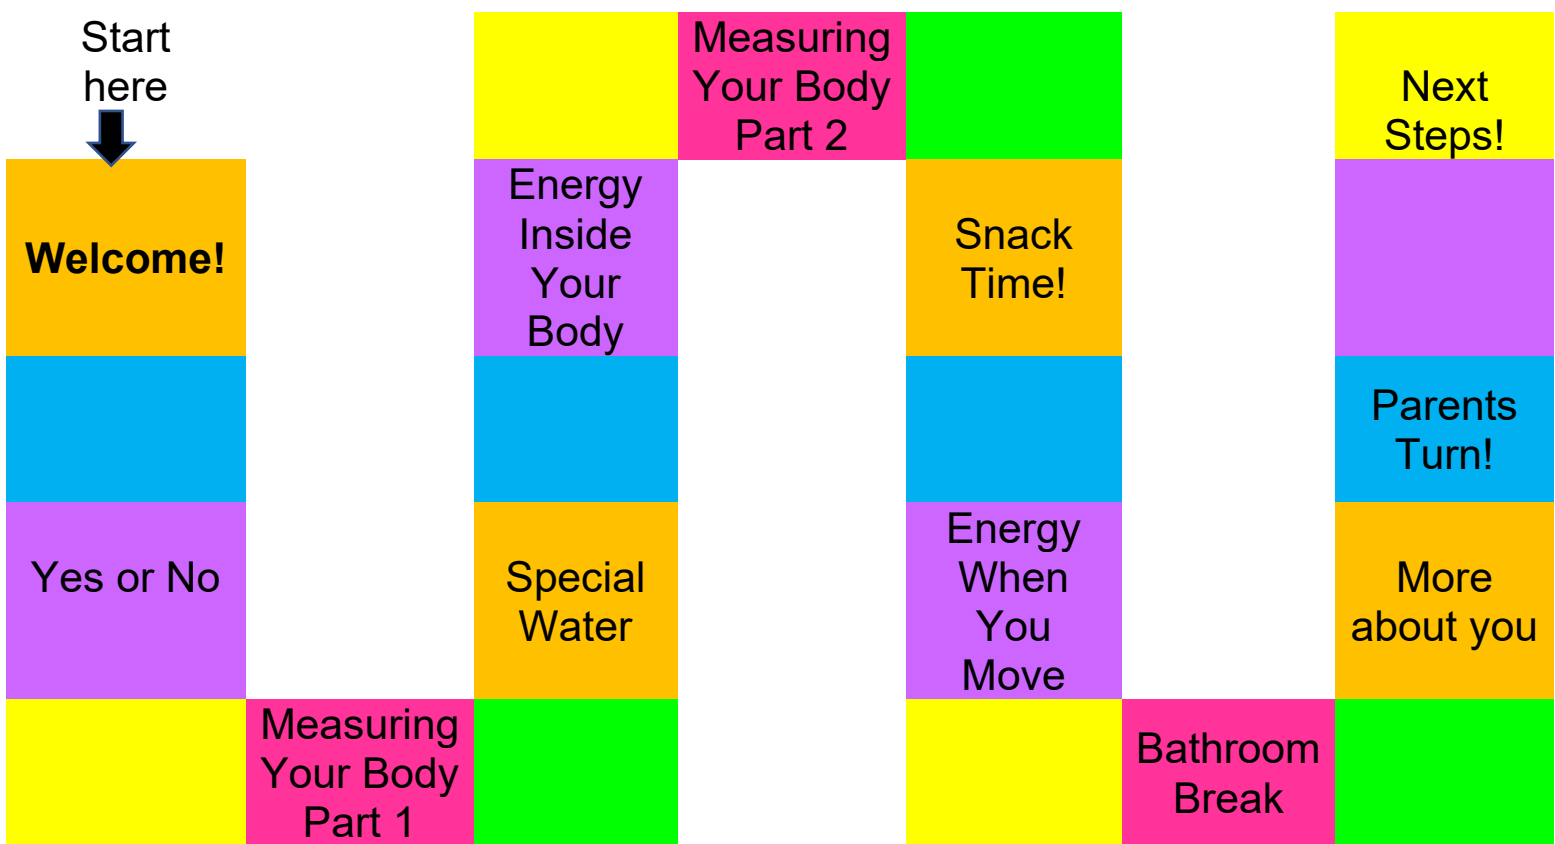 Start
here
Welcome!
Yes or No
Measuring
Your Body
Part 1
Special
Water
Energy
Inside
Your
Body
Measuring
Your Body
Part 2
Snack
Time!
Energy
When
You
Move
Bathroom
Break
More
about you
Parents
Turn!
Next
Steps!